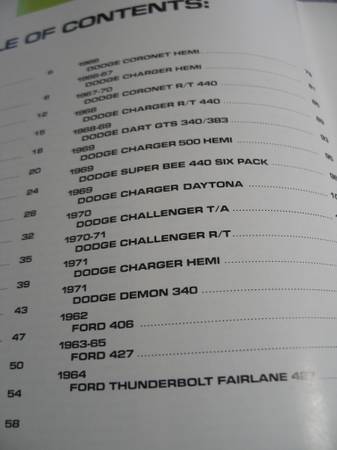 LE OF CONTENTS:
6
8
12
15
18
20
24
28
32
35
39
43
47
50
54
58
1966
DODGE CORONET HEMI
1966-67
DODGE CHARGER HEMI
1967-70
DODGE CORONET R/T 440
1968
DODGE CHARGER R/T 440
1968-69
DODGE DART GTS 340/383
1969
DODGE CHARGER 500 HEMI
1969
DODGE SUPER BEE 440 SIX PACK
1969
DODGE CHARGER DAYTONA
1970
DODGE CHALLENGER T/A
1970-71
DODGE CHALLENGER R/T
1971
DODGE CHARGER HEMI
1971
DODGE DEMON 340
1962
FORD 406
1963-65
FORD 427
1964
FORD THUNDERBOLT FAIRLANE 427